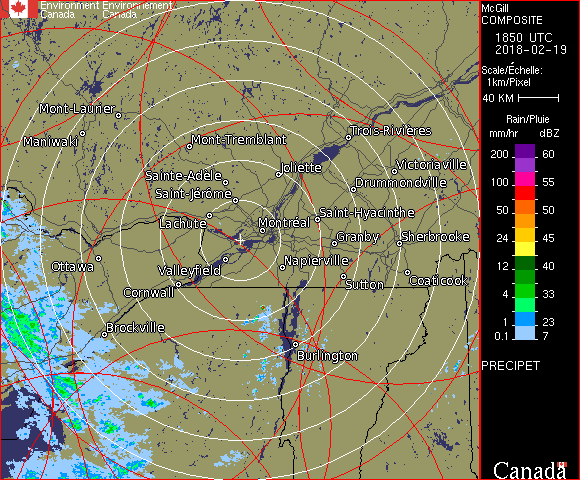 Environment Environnement
Canada Canada
McGill
COMPOSITE
1850 UTC
2018-02-19
Scale/Échelle:
1km/Pixel
40 KM
Rain/Pluie
mm/hr dBZ
200 60
150 57
100 55
50 50
24 45
12 40
4 33
1 23
0.1 7
PRECIPET
Canada
Mont-Laurier
Maniwaki
Mont-Tremblant
Trois-Rivières
Joliette
Victoriaville
Sainte-Adèle
Drummondville
Saint-Jérôme
Saint-Hyacinthe
Lachute
Montréal
Granby
Sherbrooke
Ottawa
Valleyfield
Napierville
Cornwall
Sutton
Coaticook
Brockville
Burlington